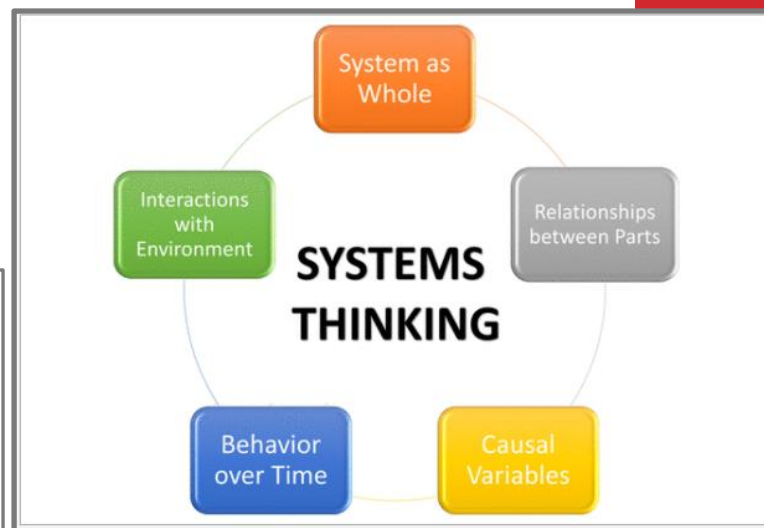 System as
Whole
Interactions
with
Environment
Relationships
between Parts
SYSTEMS
THINKING
Behavior
over Time
Causal
Variables